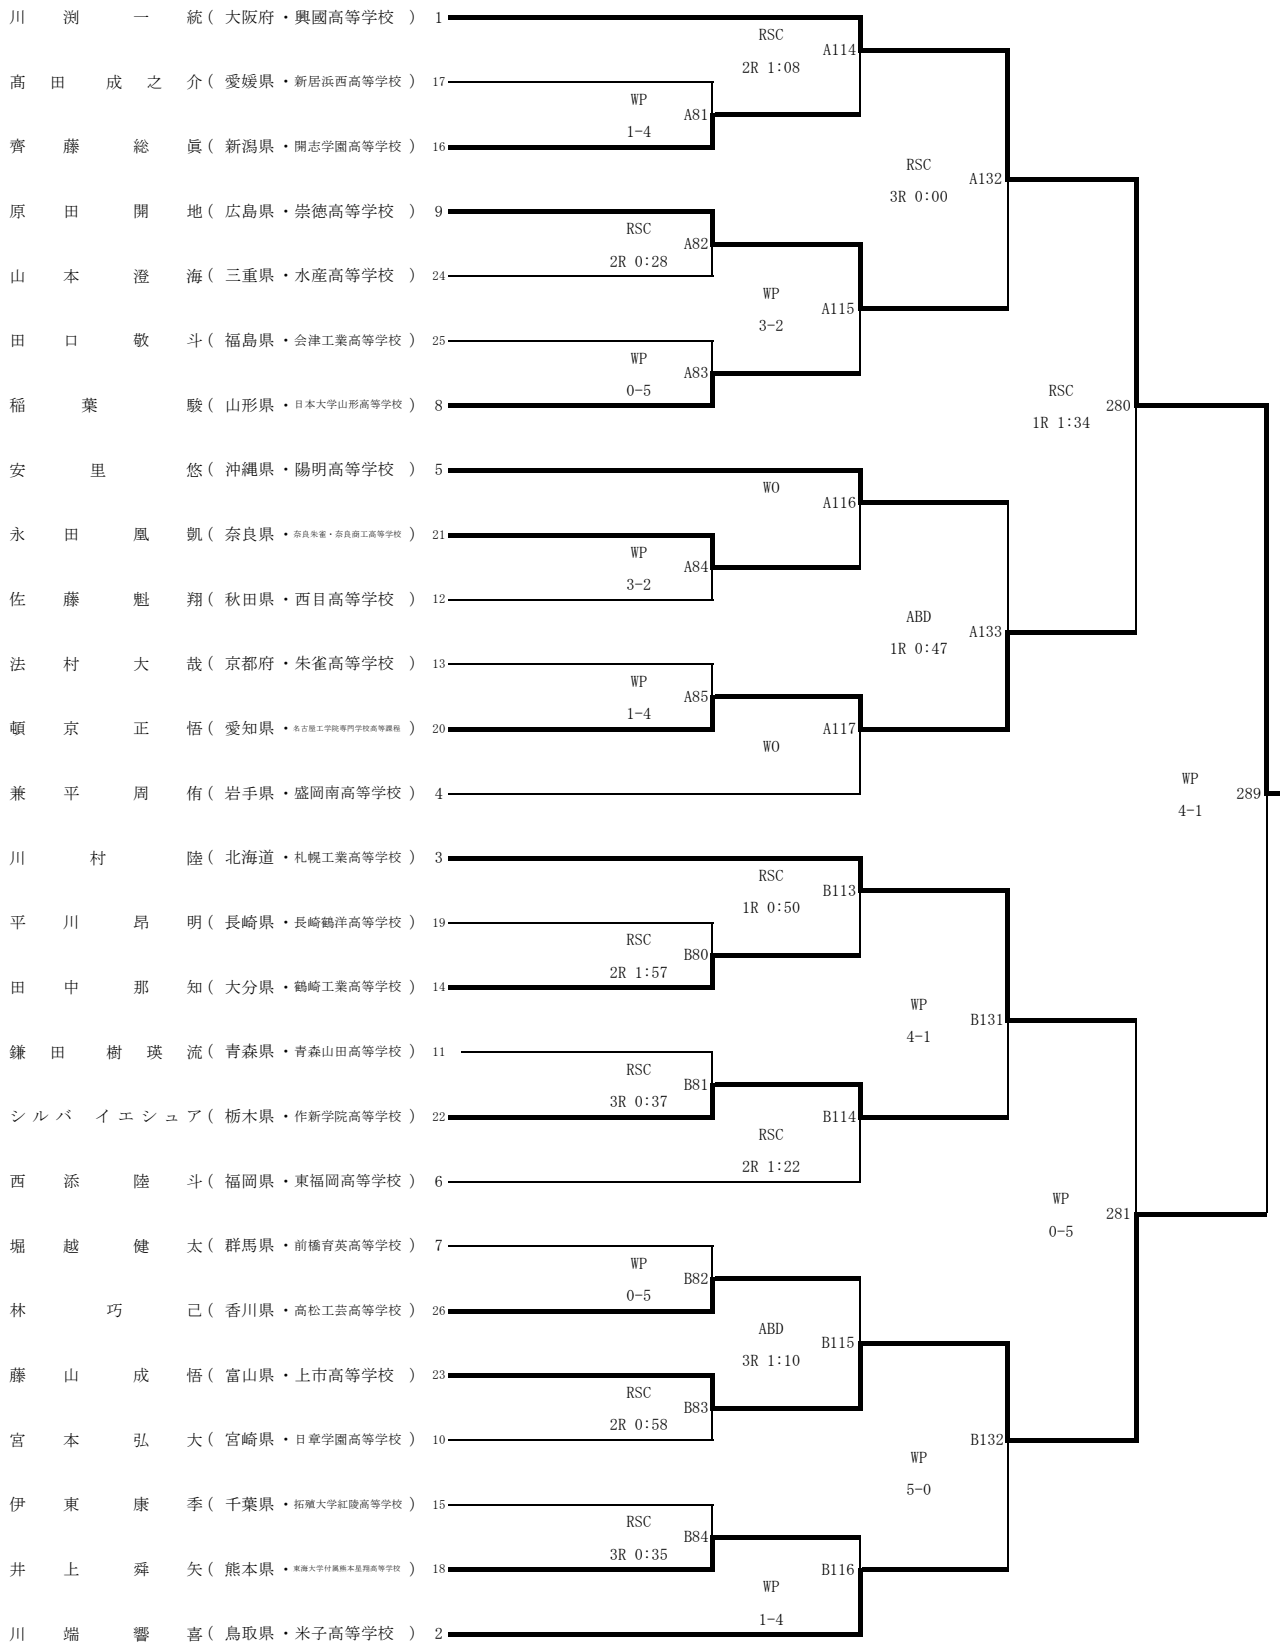 川渕一統( 大阪府・興國高等学校 ) 1
RSC
A114
2R 1:08
髙田成之介( 愛媛県・新居浜西高等学校 ) 17
WP
A81
1-4
齊藤総眞( 新潟県・開志学園高等学校 ) 16
RSC
A132
3R 0:00
原田開地( 広島県・崇徳高等学校 ) 9
RSC
A82
2R 0:28
山本澄海( 三重県・水産高等学校 ) 24
WP
A115
3-2
田口敬斗( 福島県・会津工業高等学校 ) 25
WP
A83
0-5
稲葉駿( 山形県・日本大学山形高等学校 ) 8
RSC
280
1R 1:34
安里悠( 沖縄県・陽明高等学校 ) 5
WO
A116
永田凰凱( 奈良県・奈良朱雀・奈良商工高等学校 ) 21
WP
A84
3-2
佐藤魁翔( 秋田県・西目高等学校 ) 12
ABD
A133
1R 0:47
法村大哉( 京都府・朱雀高等学校 ) 13
WP
A85
1-4
頓京正悟( 愛知県・名古屋工学院専門学校高等課程 ) 20
A117
WO
兼平周侑( 岩手県・盛岡南高等学校 ) 4
WP
289
4-1
川村陸( 北海道・札幌工業高等学校 ) 3
RSC
B113
1R 0:50
平川昂明( 長崎県・長崎鶴洋高等学校 ) 19
RSC
B80
2R 1:57
田中那知( 大分県・鶴崎工業高等学校 ) 14
WP
B131
4-1
鎌田樹瑛流( 青森県・青森山田高等学校 ) 11
RSC
B81
3R 0:37
シルバイエシュア( 栃木県・作新学院高等学校 ) 22
B114
RSC
2R 1:22
西添陸斗( 福岡県・東福岡高等学校 ) 6
WP
281
0-5
堀越健太( 群馬県・前橋育英高等学校 ) 7
WP
B82
0-5
林巧己( 香川県・高松工芸高等学校 ) 26
ABD
B115
3R 1:10
藤山成悟( 富山県・上市高等学校 ) 23
RSC
B83
2R 0:58
宮本弘大( 宮崎県・日章学園高等学校 ) 10
B132
WP
5-0
伊東康季( 千葉県・拓殖大学紅陵高等学校 ) 15
RSC
B84
3R 0:35
井上舜矢( 熊本県・東海大学付属熊本星翔高等学校 ) 18
B116
WP
1-4
川端響喜( 鳥取県・米子高等学校 ) 2